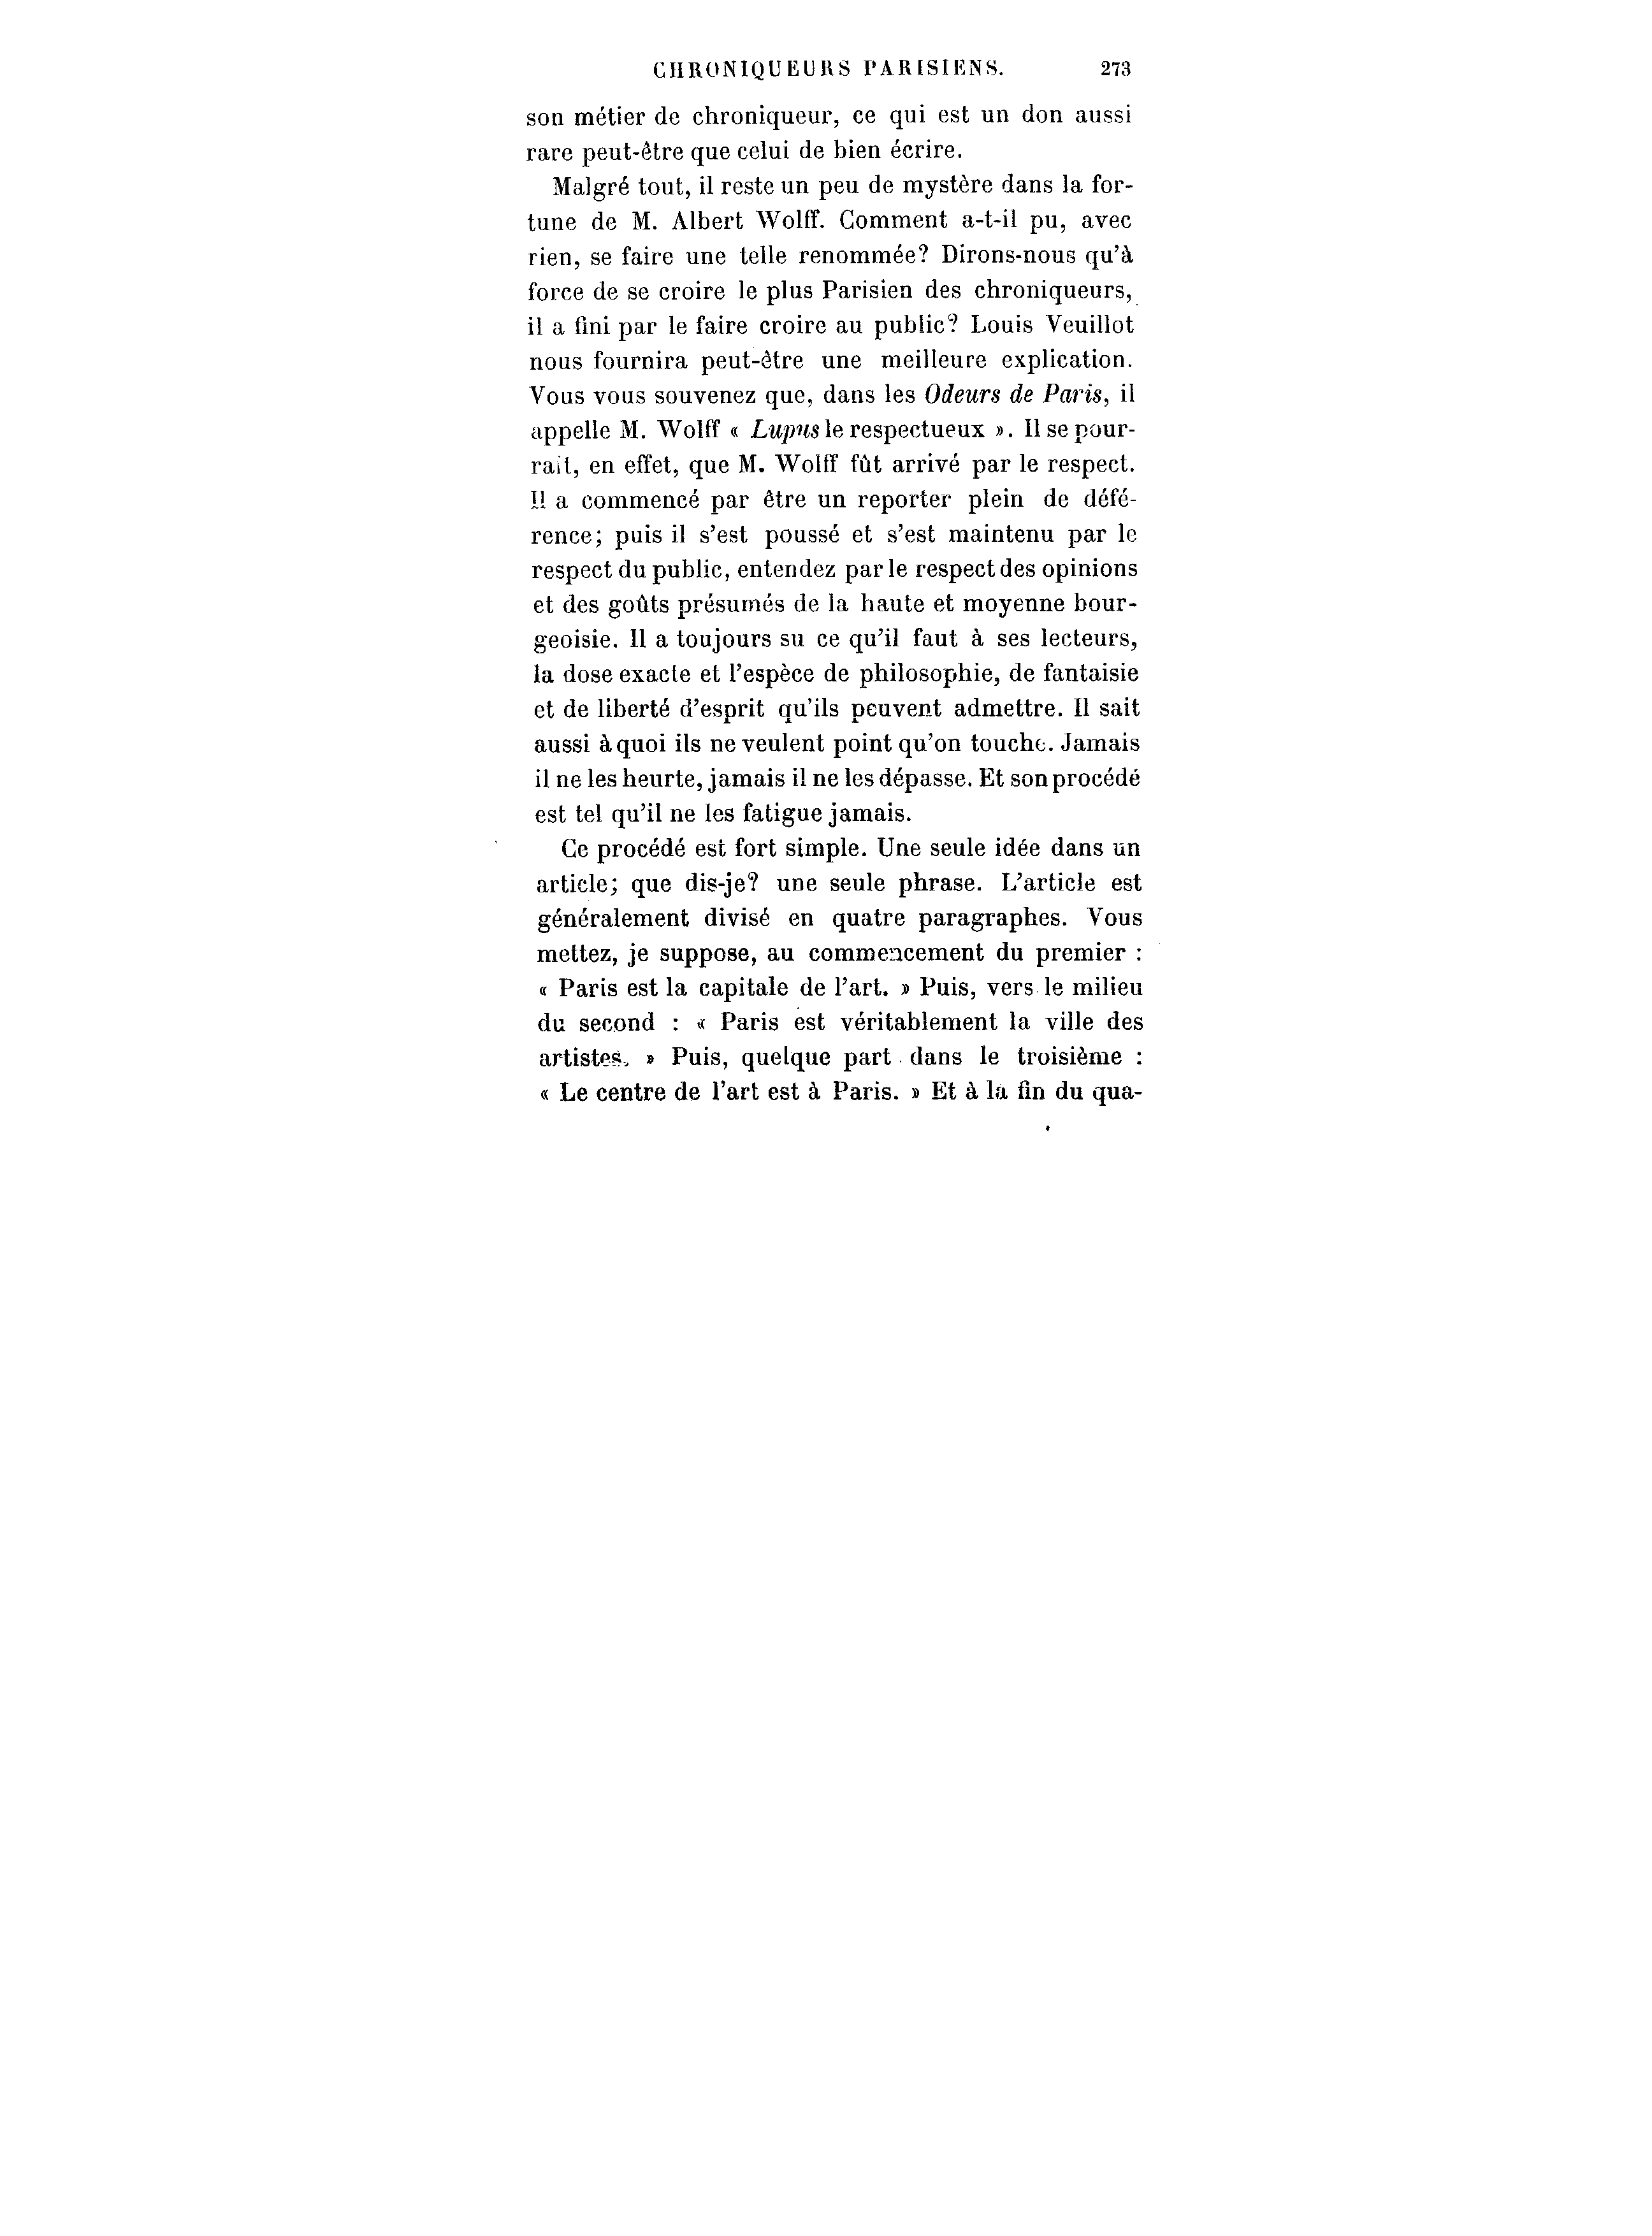 CHRONIQUEURS PARISIENS. 273
son métier de chroniqueur, ce qui est un don aussi
rare peut-être que celui de bien écrire.
Malgré tout, il reste un peu de mystère dans la for-
tune de M. Albert Wolff. Comment a-t-il pu, avec
rien, se faire une telle renommée? Dirons-nous qu'à
force de se croire le plus Parisien des chroniqueurs,
il a fini par le faire croire au public? Louis Veuillot
nous fournira peut-être une meilleure explication.
Vous vous souvenez que, dans les Odeurs de Paris, il
appelle M. Wolff « Lupus le respectueux ». Il se pour-
rait, en effet, que M. Wolff fût arrivé par le respect.
Il a commencé par être un reporter plein de défé-
rence; puis il s'est poussé et s'est maintenu par le
respect du public, entendez par le respect des opinions
et des goûts présumés de la haute et moyenne bour-
geoisie. Il a toujours su ce qu'il faut à ses lecteurs,
la dose exacte et l'espèce de philosophie, de fantaisie
et de liberté d'esprit qu'ils peuvent admettre. Il sait
aussi à quoi ils ne veulent point qu'on touche. Jamais
il ne les heurte, jamais il ne les dépasse. Et son procédé
est tel qu'il ne les fatigue jamais.
Ce procédé est fort simple. Une seule idée dans un
article; que dis-je? une seule phrase. L'article est
généralement divisé en quatre paragraphes. Vous
mettez, je suppose, au commencement du premier :
« Paris est la capitale de l'art. » Puis, vers le milieu
du second : « Paris est véritablement la ville des
artistes. » Puis, quelque part dans le troisième :
« Le centre de l'art est à Paris. » Et à la fin du qua-